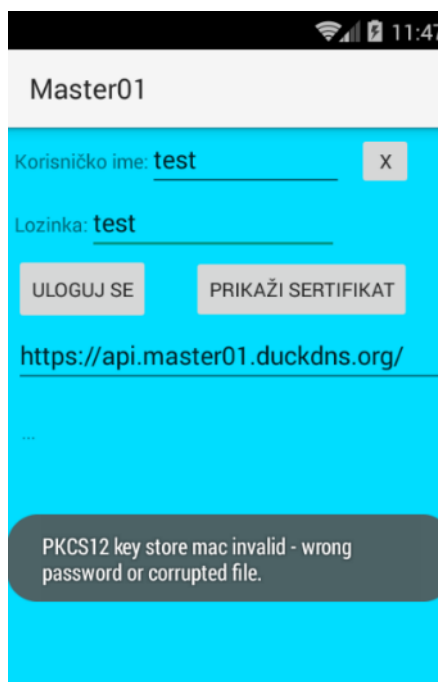 11:47
Master01
Korisničko ime: test X
Lozinka: test
ULOGUJ SE PRIKAŽI SERTIFIKAT
https://api.master01.duckdns.org/
...
PKCS12 key store mac invalid - wrong
password or corrupted file.